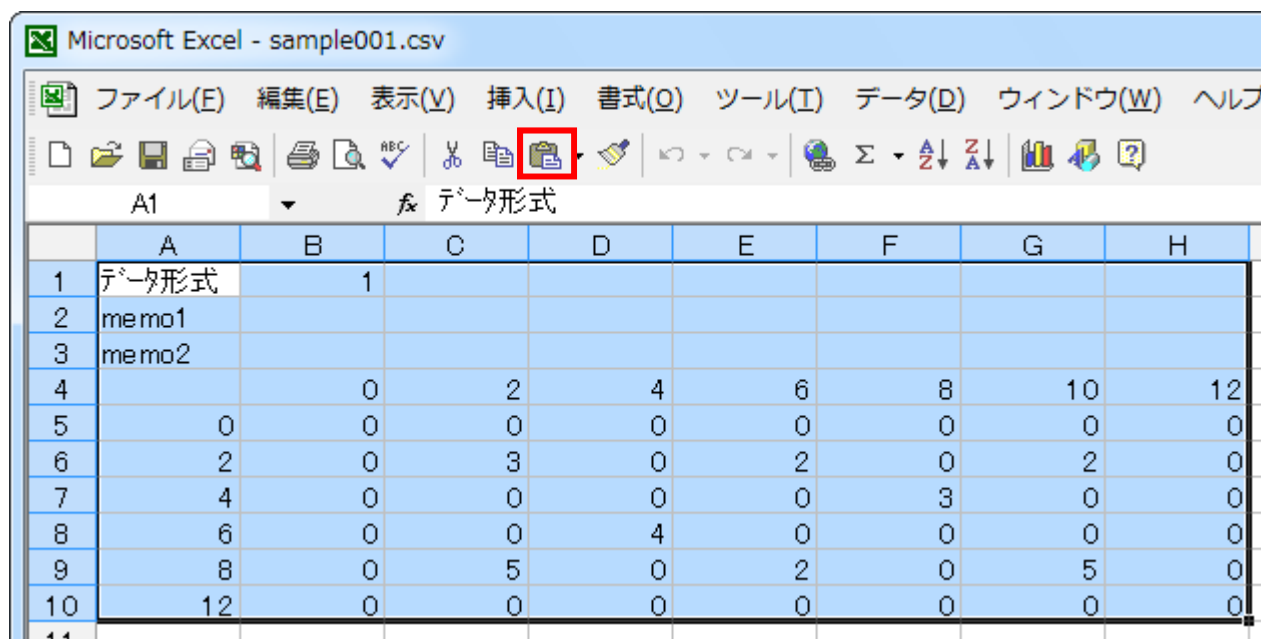 Microsoft Excel - sample001.csv
ファイル(F) 編集(E) 表示(V) 挿入(I) 書式(O) ツール(T) データ(D) ウィンドウ(W) ヘルプ
ABC Σ A Z Z A ?
A1 fx ﾃﾞｰﾀ形式
A B C D E F G H
1 ﾃﾞｰﾀ形式 1
2 memo1
3 memo2
4 0 2 4 6 8 10 12
5 0 0 0 0 0 0 0 0
6 2 0 3 0 2 0 2 0
7 4 0 0 0 0 3 0 0
8 6 0 0 4 0 0 0 0
9 8 0 5 0 2 0 5 0
10 12 0 0 0 0 0 0 0